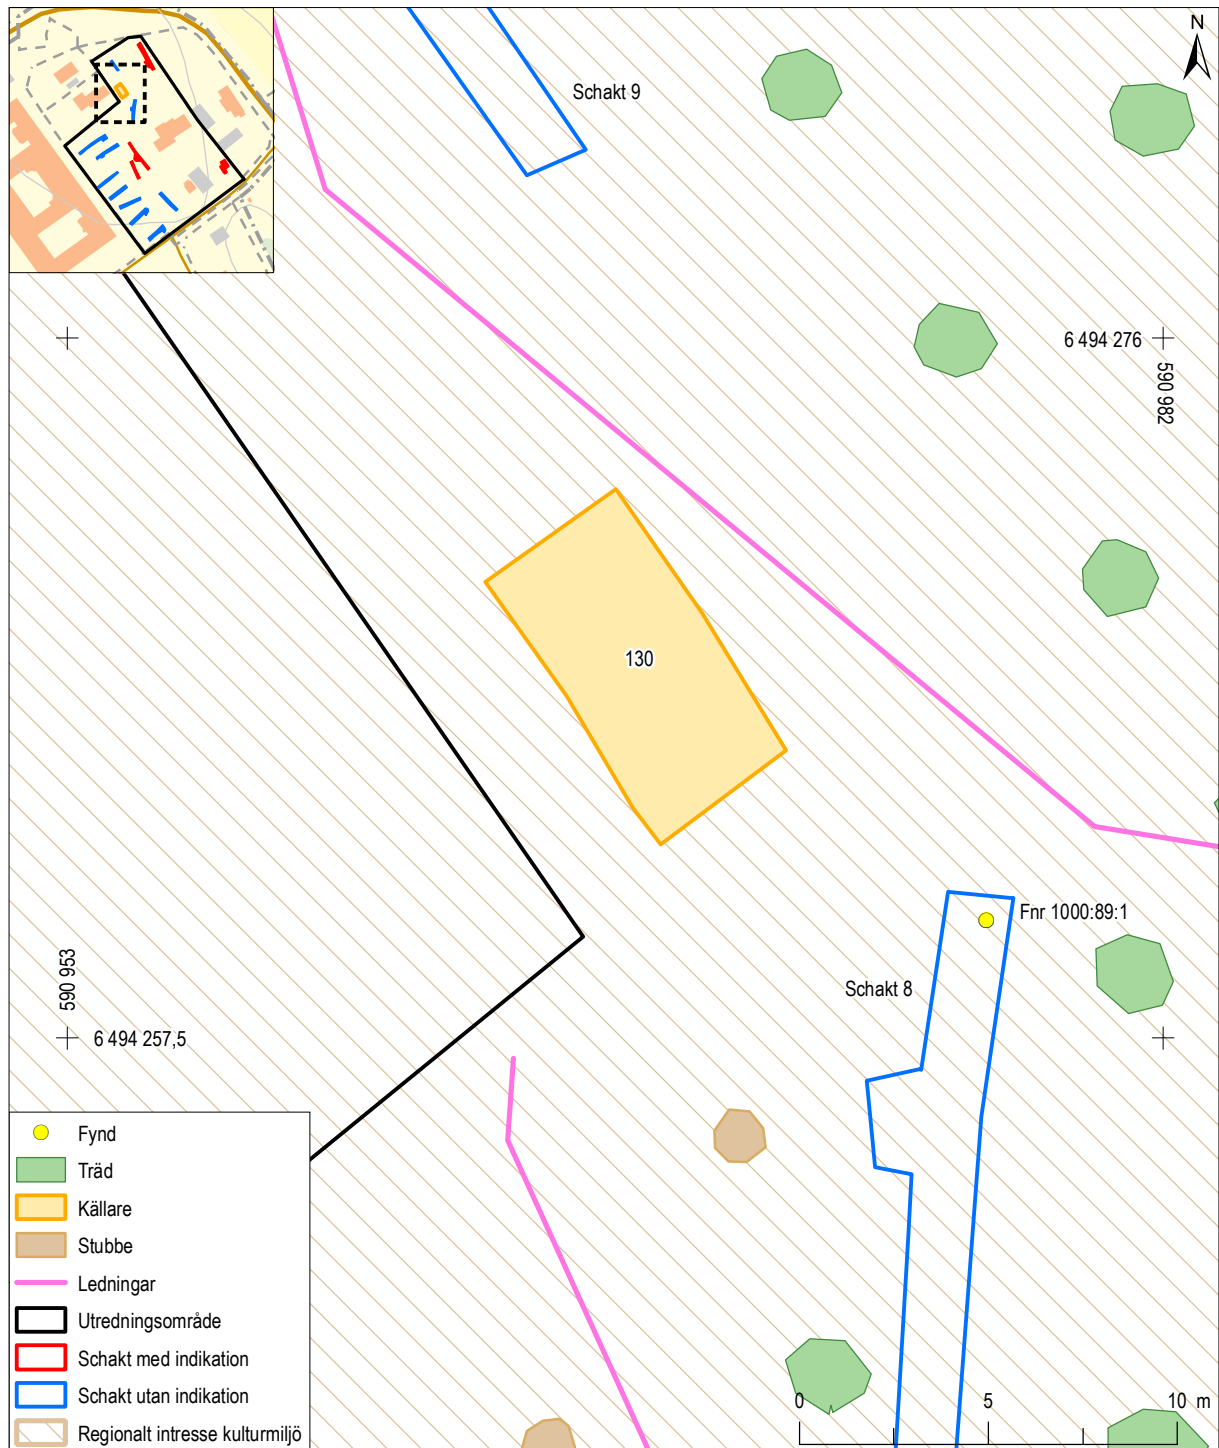 N
Schakt 9
6 494 276
590 982
130
Fnr 1000:89:1
Schakt 8
590 953
6 494 257,5
Fynd
Träd
Källare
Stubbe
Ledningar
Utredningsområde
Schakt med indikation
Schakt utan indikation
Regionalt intresse kulturmiljö
0 5 10 m